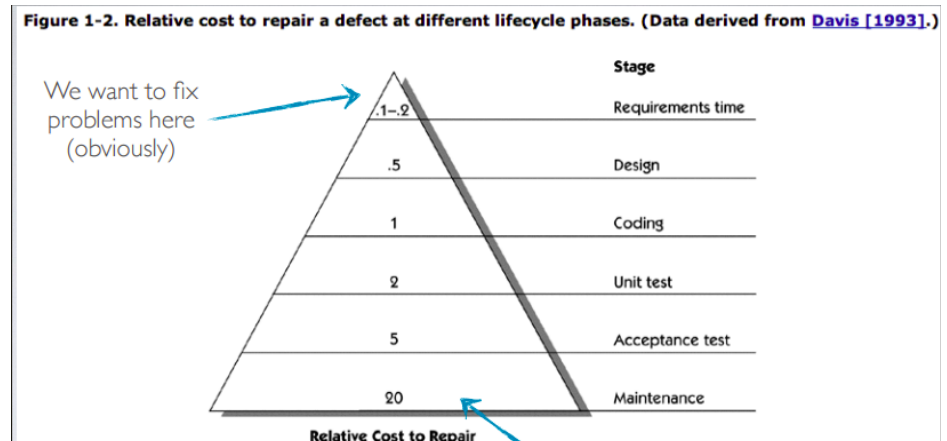 Figure 1-2. Relative cost to repair a defect at different lifecycle phases. (Data derived from Davis [1993].)
We want to fix
problems here
(obviously)
Stage
.1–.2 Requirements time
.5 Design
1 Coding
2 Unit test
5 Acceptance test
20 Maintenance
Relative Cost to Repair